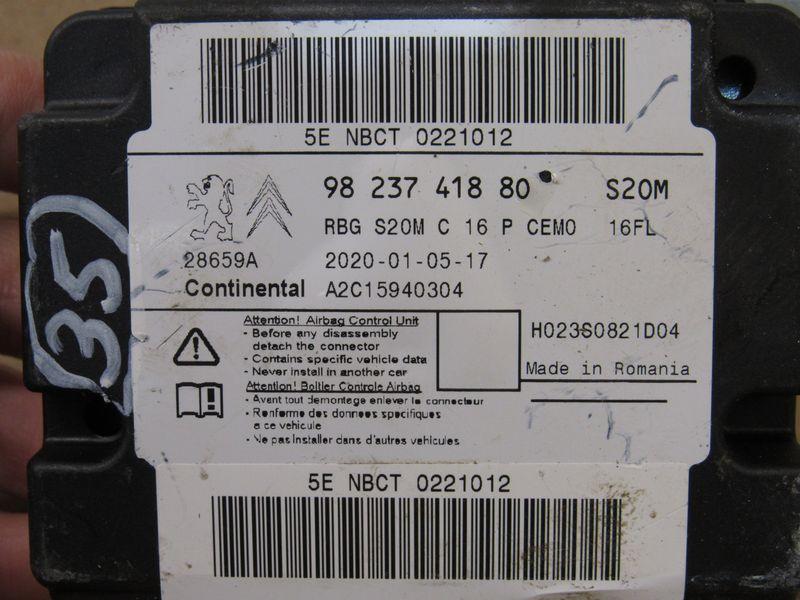 5E NBCT 0221012
98 237 418 80 S20M
RBG S20M C 16 P CEMO 16FL
28659A 2020-01-05-17
Continental A2C15940304
35
Attention! Airbag Control Unit
- Before any disassembly
detach the connector
- Contains specific vehicle data
- Never install in another car
H023S0821D04
Made in Romania
Attention! Boîtier Controle Airbag
- Avant tout demontage enlever le connecteur
- Renferme des donnees specifiques
a ce vehicule
- Ne pas installer dans d'autres vehicules
5E NBCT 0221012